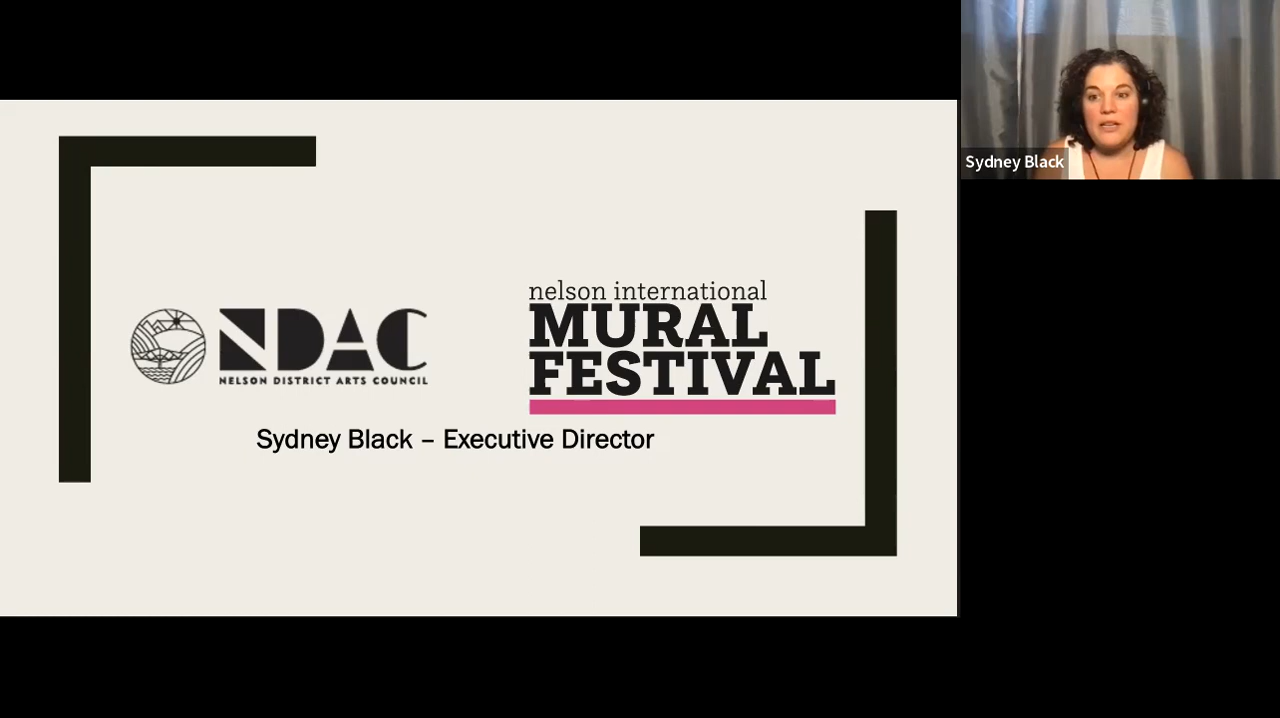 Sydney Black
NDAC
NELSON DISTRICT ARTS COUNCIL
nelson international
MURAL
FESTIVAL
Sydney Black – Executive Director